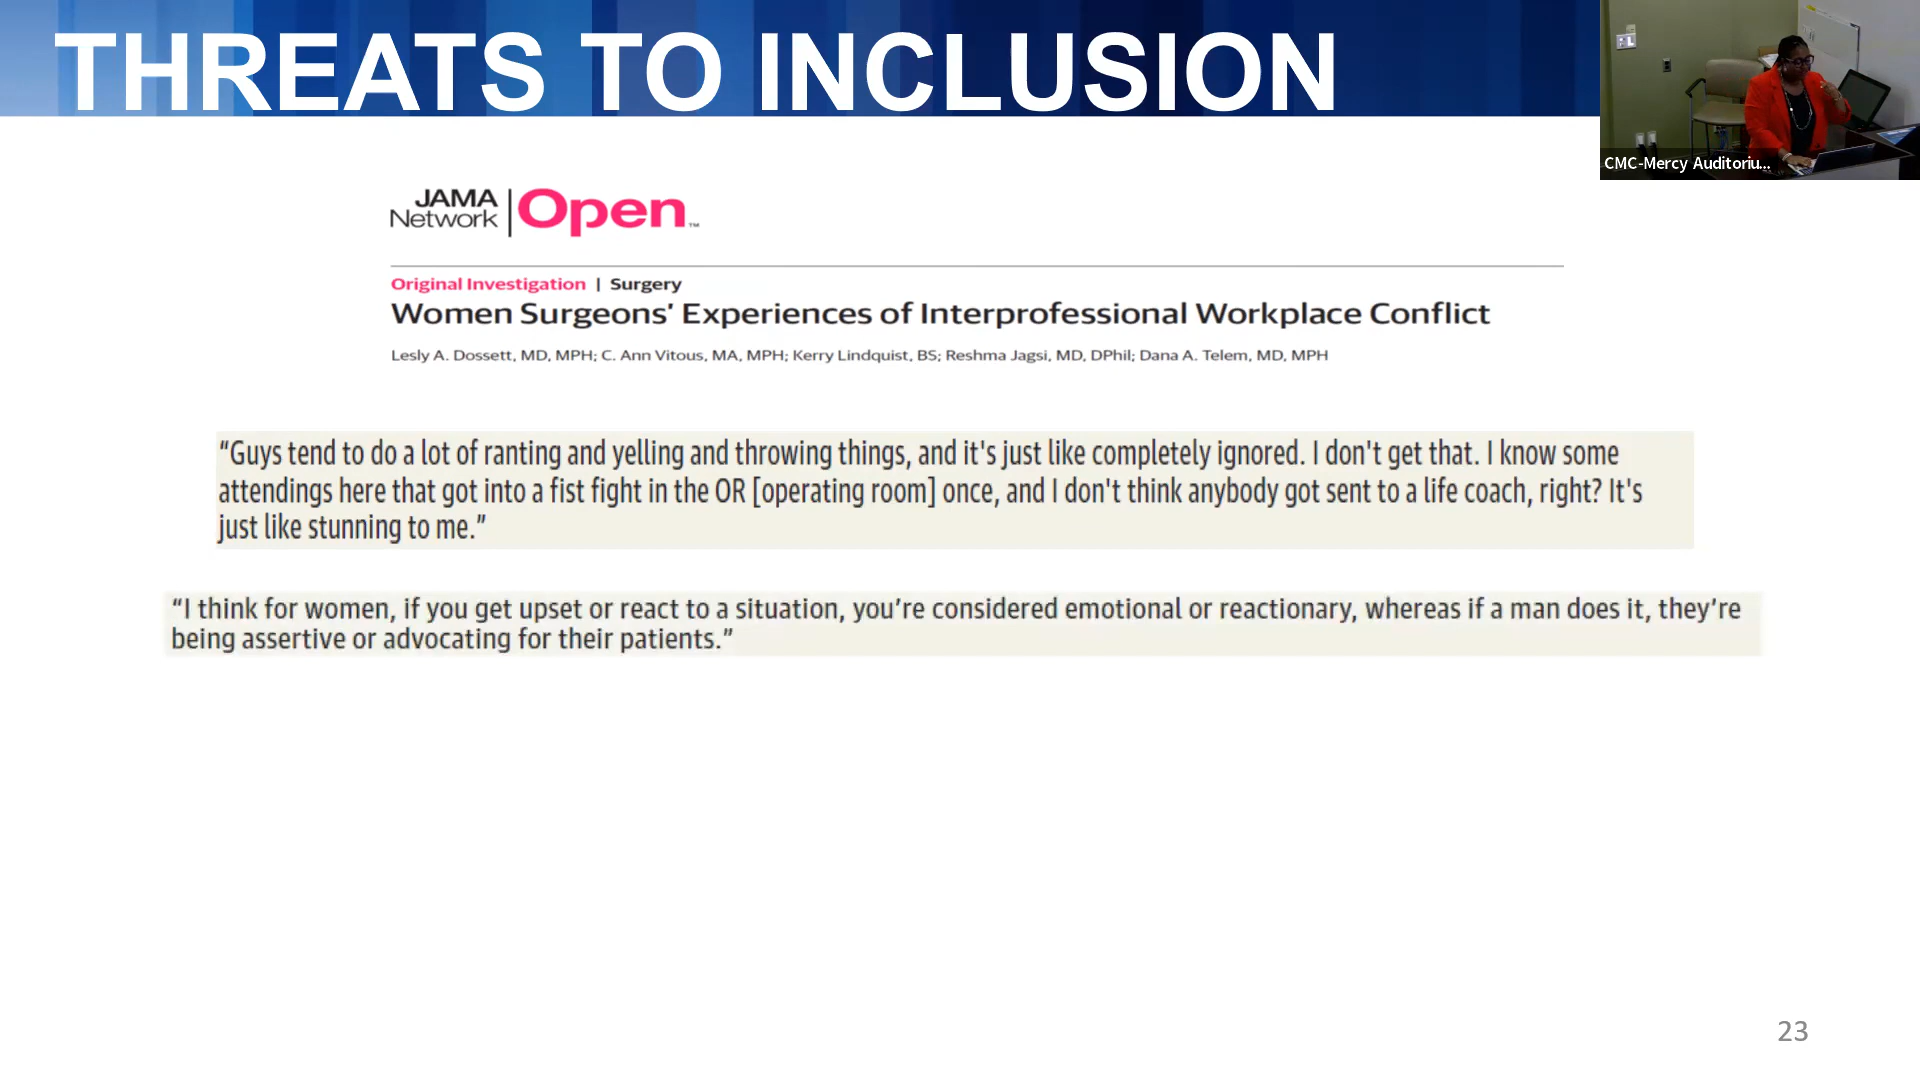 THREATS TO INCLUSION
CMC-Mercy Auditoriu...
JAMA
Network
Open™
Original Investigation | Surgery
Women Surgeons’ Experiences of Interprofessional Workplace Conflict
Lesly A. Dossett, MD, MPH; C. Ann Vitous, MA, MPH; Kerry Lindquist, BS; Reshma Jagsi, MD, DPhil; Dana A. Telem, MD, MPH
“Guys tend to do a lot of ranting and yelling and throwing things, and it's just like completely ignored. I don't get that. I know some
attendings here that got into a fist fight in the OR [operating room] once, and I don't think anybody got sent to a life coach, right? It's
just like stunning to me.”
“I think for women, if you get upset or react to a situation, you’re considered emotional or reactionary, whereas if a man does it, they’re
being assertive or advocating for their patients.”
23